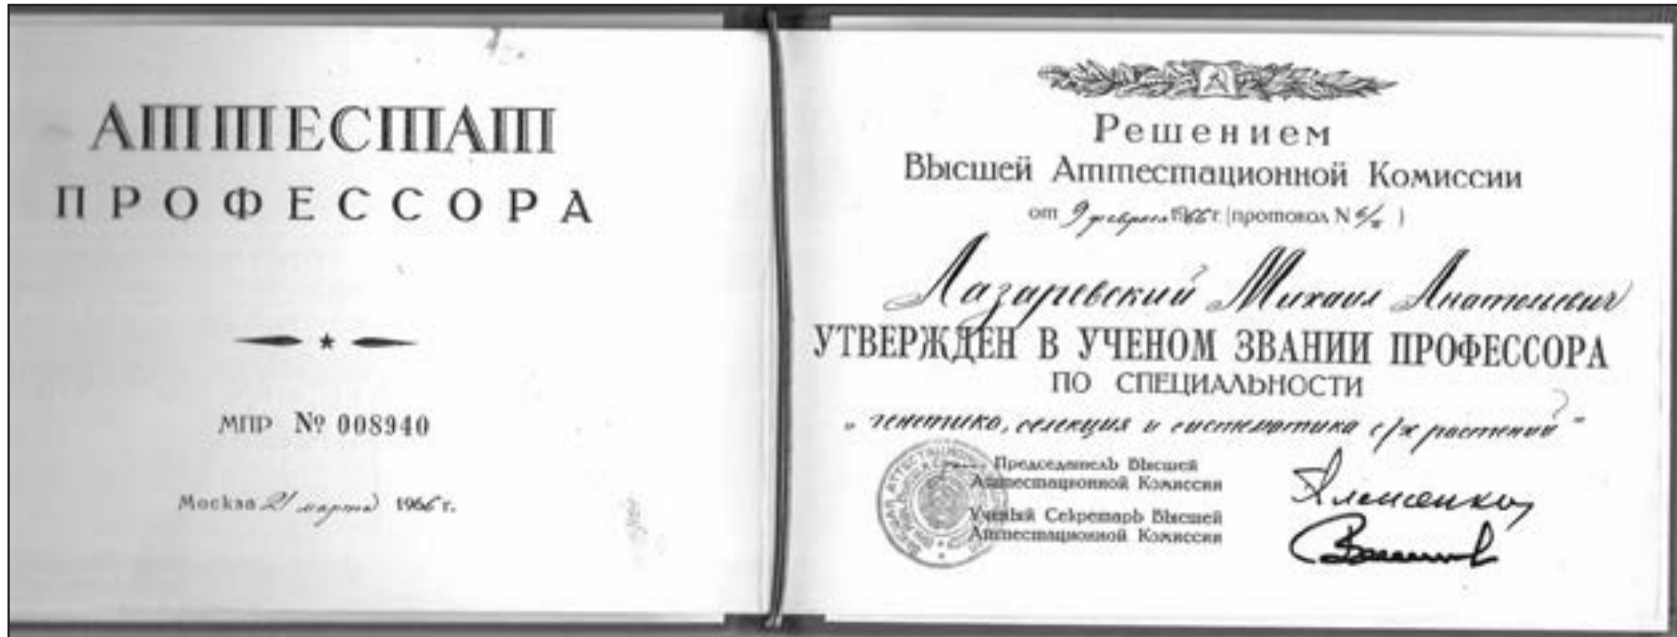 АТТЕСТАТ
ПРОФЕССОРА
МПР № 008940
Москва 21 марта 1966 г.
Решением
Высшей Аттестационной Комиссии
от 9 февраля 1966 г. (протокол N )
Лазаревский Михаил Анатольевич
УТВЕРЖДЕН В УЧЕНОМ ЗВАНИИ ПРОФЕССОРА
ПО СПЕЦИАЛЬНОСТИ
„генетика, селекция и систематика с/х растений"
Председатель Высшей
Аттестационной Комиссии
Ученый Секретарь Высшей
Аттестационной Комиссии